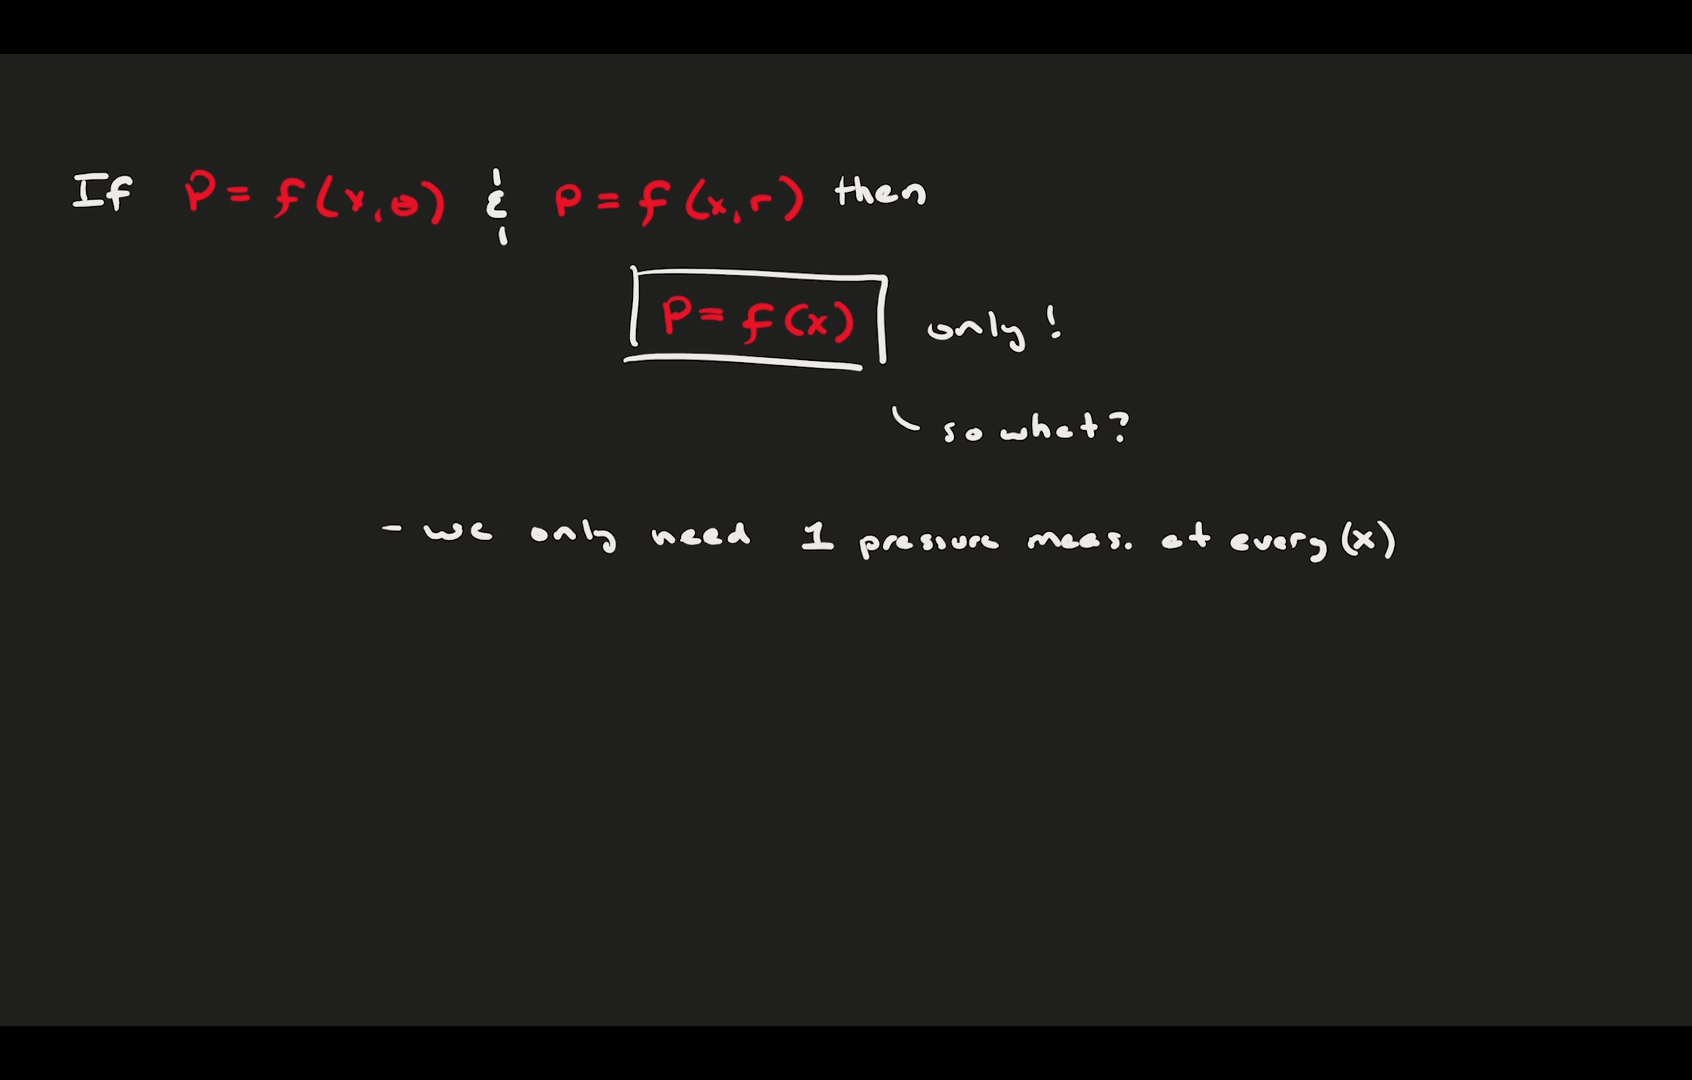 If P = f(x, θ) & P = f(x, r) then
P = f(x) only!
so what?
- we only need 1 pressure meas. at every (x)